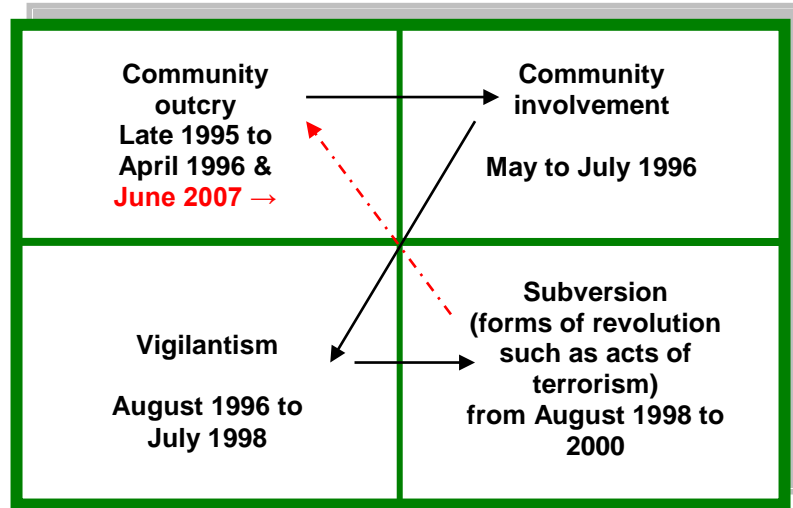 Community
outcry
Late 1995 to
April 1996 &
June 2007 →
Community
involvement
May to July 1996
Vigilantism
August 1996 to
July 1998
Subversion
(forms of revolution
such as acts of
terrorism)
from August 1998 to
2000